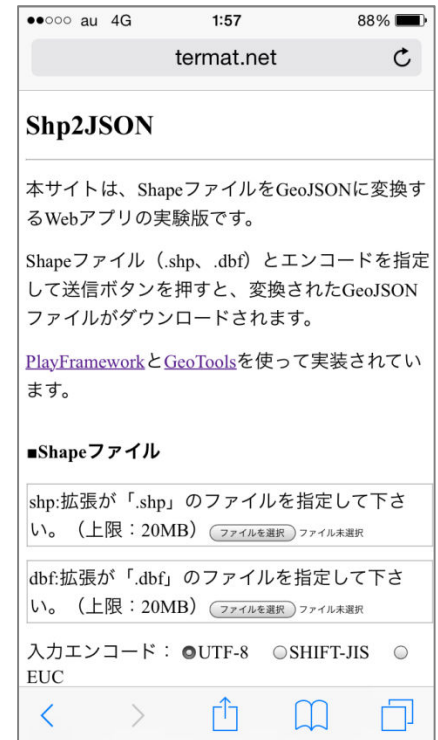 au 4G 1:57 88%
termat.net
Shp2JSON
本サイトは、ShapeファイルをGeoJSONに変換す
るWebアプリの実験版です。
Shapeファイル（.shp、.dbf）とエンコードを指定
して送信ボタンを押すと、変換されたGeoJSON
ファイルがダウンロードされます。
PlayFrameworkとGeoToolsを使って実装されてい
ます。
■Shapeファイル
shp:拡張が「.shp」のファイルを指定して下さ
い。（上限：20MB） ファイルを選択 ファイル未選択
dbf:拡張が「.dbf」のファイルを指定して下さ
い。（上限：20MB） ファイルを選択 ファイル未選択
入力エンコード： UTF-8 SHIFT-JIS
EUC